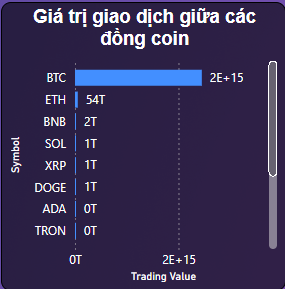 Giá trị giao dịch giữa các
đồng coin
BTC 2E+15
ETH 54T
BNB 2T
SOL 1T
XRP 1T
DOGE 1T
ADA 0T
TRON 0T
Symbol
0T 2E+15
Trading Value